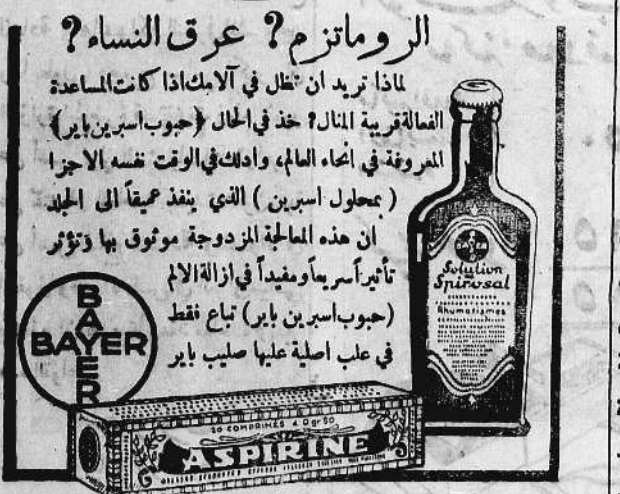 الروماتزم؟ عرق النساء؟
لماذا تريد ان تظل في آلامك اذا كانت المساعدة
الفعالة قريبة المنال؟ خذ في الحال (حبوب اسبرين باير)
المعروفة في انحاء العالم، وادلك في الوقت نفسه الاجزا
(بمحلول اسبرين) الذي ينفذ عميقاً الى الجلد
ان هذه المعالجة المزدوجة موثوق بها وتؤثر
تأثيراً سريعاً ومفيداً في ازالة الالم
(حبوب اسبرين باير) تباع فقط
في علب اصلية عليها صليب باير
BAYER
BAYER
Solution
Spirosal
Rhumatismes
20 COMPRIMÉS
ASPIRINE